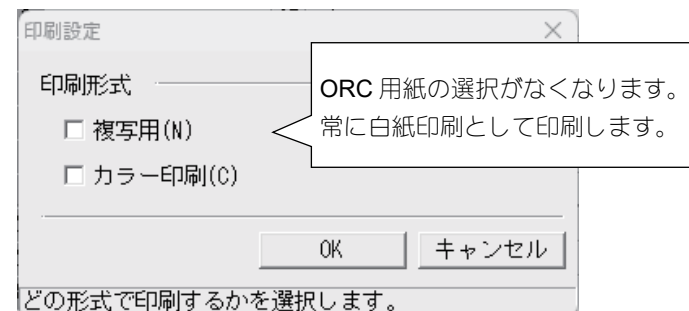 印刷設定
印刷形式
複写用(N)
カラー印刷(C)
ORC 用紙の選択がなくなります。
常に白紙印刷として印刷します。
OK キャンセル
どの形式で印刷するかを選択します。